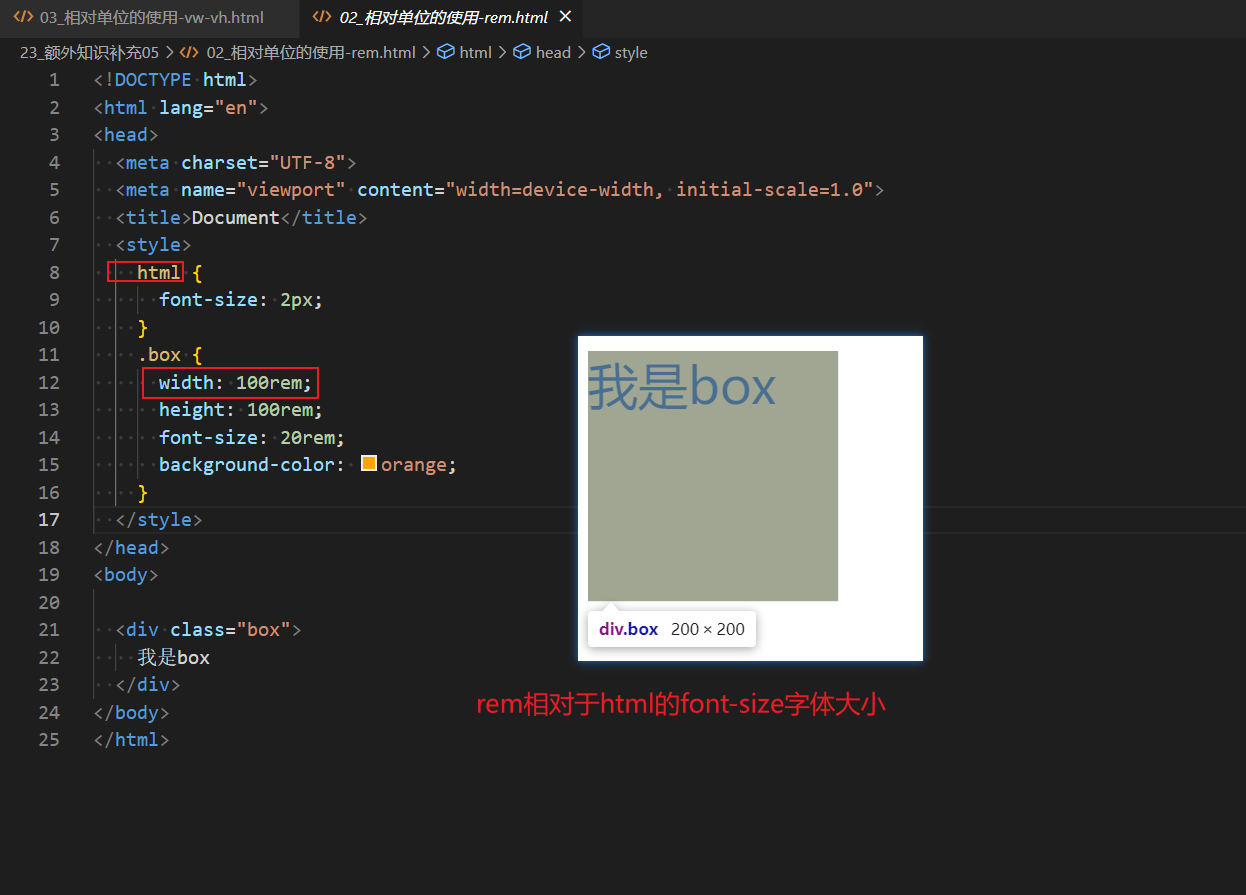 03_相对单位的使用-vw-vh.html 02_相对单位的使用-rem.html
23_额外知识补充05 > 02_相对单位的使用-rem.html > html > head > style
1 <!DOCTYPE html>
2 <html lang="en">
3 <head>
4 <meta charset="UTF-8">
5 <meta name="viewport" content="width=device-width, initial-scale=1.0">
6 <title>Document</title>
7 <style>
8 html {
9 font-size: 2px;
10 }
11 .box {
12 width: 100rem;
13 height: 100rem;
14 font-size: 20rem;
15 background-color: orange;
16 }
17 </style>
18 </head>
19 <body>
20
21 <div class="box">
22 我是box
23 </div>
24 </body>
25 </html>
我是box
div.box 200 × 200
rem相对于html的font-size字体大小